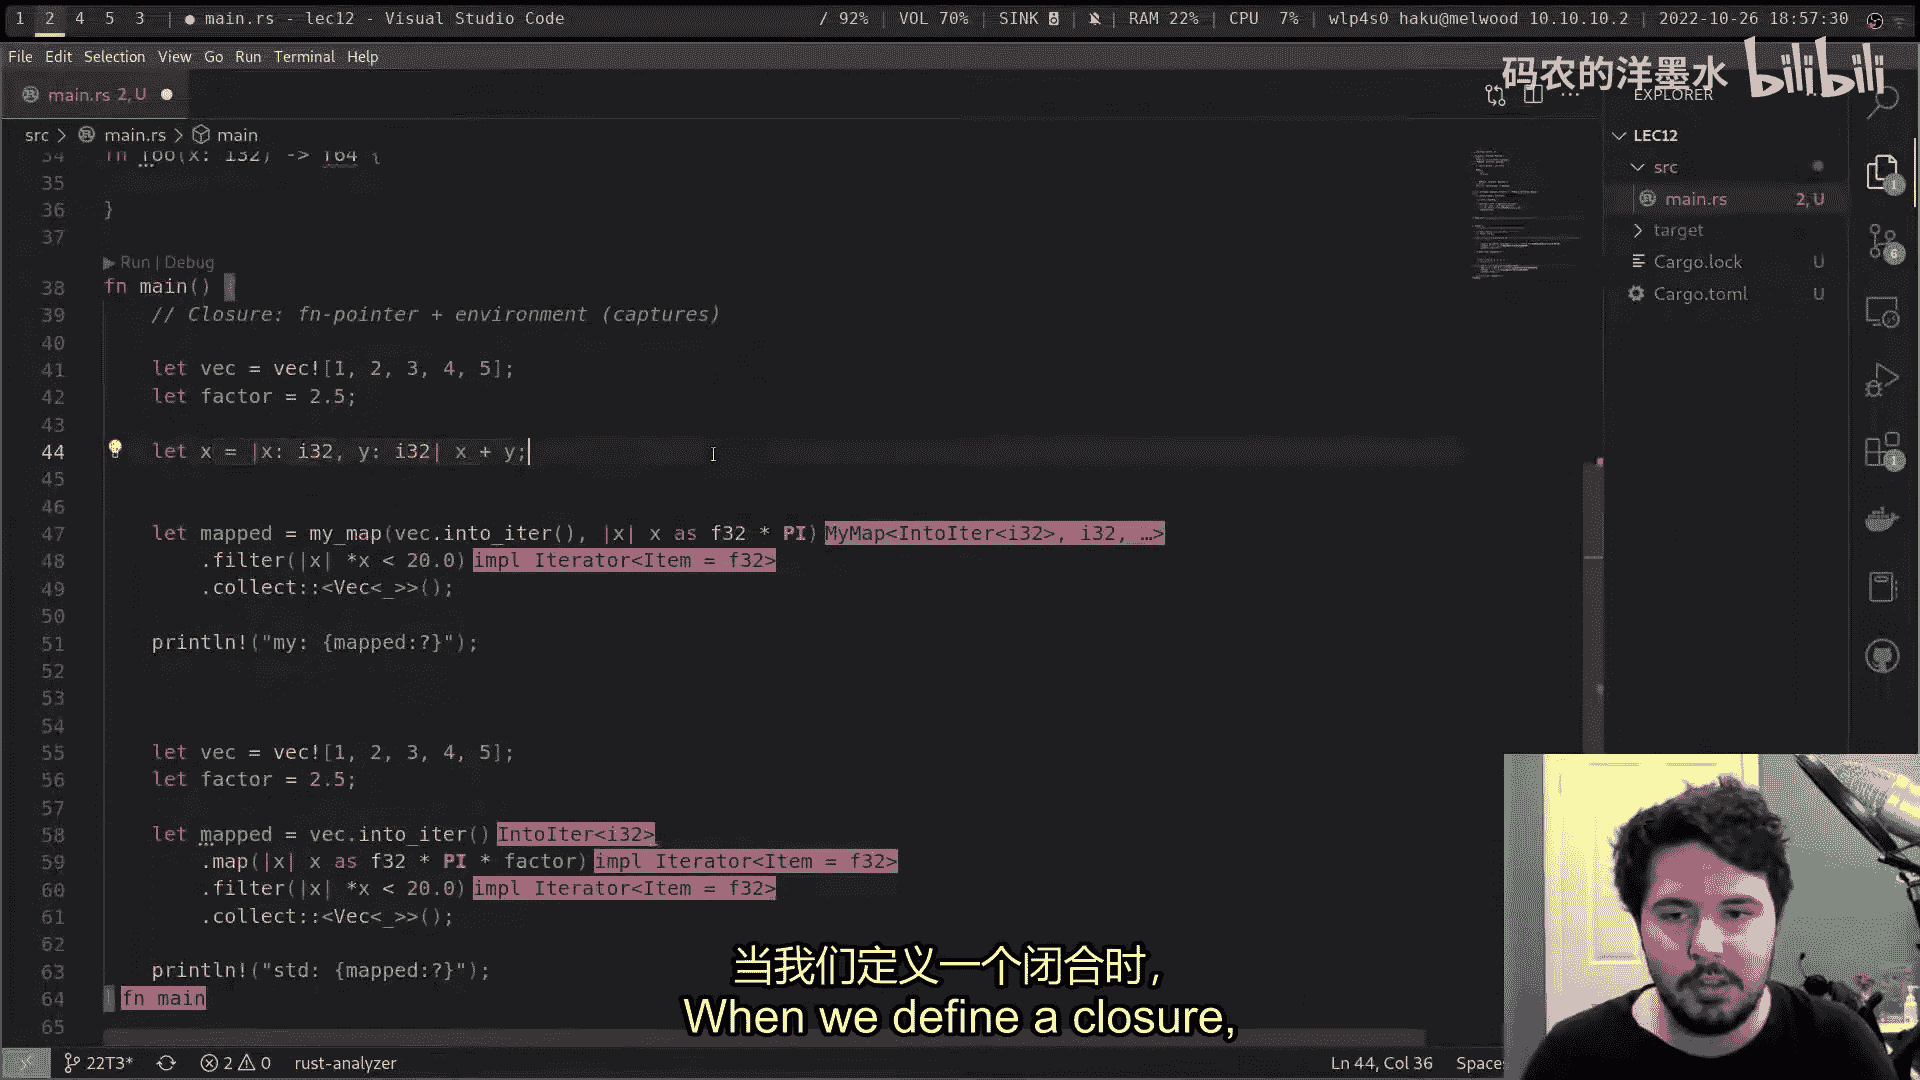 1 2 4 5 3 | ● main.rs - lec12 - Visual Studio Code
/ 92% | VOL 70% | SINK | RAM 22% | CPU 7% | wlp4s0 haku@melwood 10.10.10.2 | 2022-10-26 18:57:30
File Edit Selection View Go Run Terminal Help
码农的洋墨水 bilibili
main.rs 2, U
EXPLORER
src > main.rs > main
LEC12
src
main.rs 2, U
target
Cargo.lock U
Cargo.toml U
34 fn foo(x: i32) -> f64 {
35
36 }
37
Run | Debug
38 fn main() {
39 // Closure: fn-pointer + environment (captures)
40
41 let vec = vec![1, 2, 3, 4, 5];
42 let factor = 2.5;
43
44 let x = |x: i32, y: i32| x + y;
45
46
47 let mapped = my_map(vec.into_iter(), |x| x as f32 * PI) MyMap<IntoIter<i32>, i32, …>
48 .filter(|x| *x < 20.0) impl Iterator<Item = f32>
49 .collect::<Vec<_>>();
50
51 println!("my: {mapped:?}");
52
53
54
55 let vec = vec![1, 2, 3, 4, 5];
56 let factor = 2.5;
57
58 let mapped = vec.into_iter() IntoIter<i32>
59 .map(|x| x as f32 * PI * factor) impl Iterator<Item = f32>
60 .filter(|x| *x < 20.0) impl Iterator<Item = f32>
61 .collect::<Vec<_>>();
62
63 println!("std: {mapped:?}");
64 } fn main
65
1
6
1
当我们定义一个闭合时，
When we define a closure,
22T3* 2 0 rust-analyzer
Ln 44, Col 36 Spaces